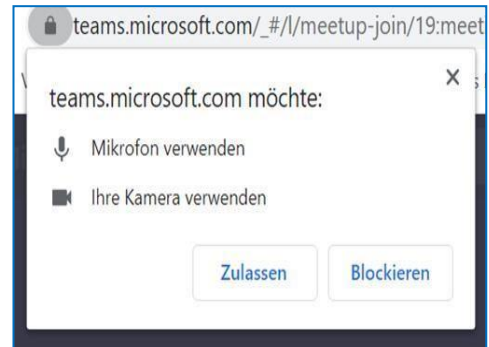 teams.microsoft.com/_#/l/meetup-join/19:meet
teams.microsoft.com möchte:
Mikrofon verwenden
Ihre Kamera verwenden
Zulassen
Blockieren